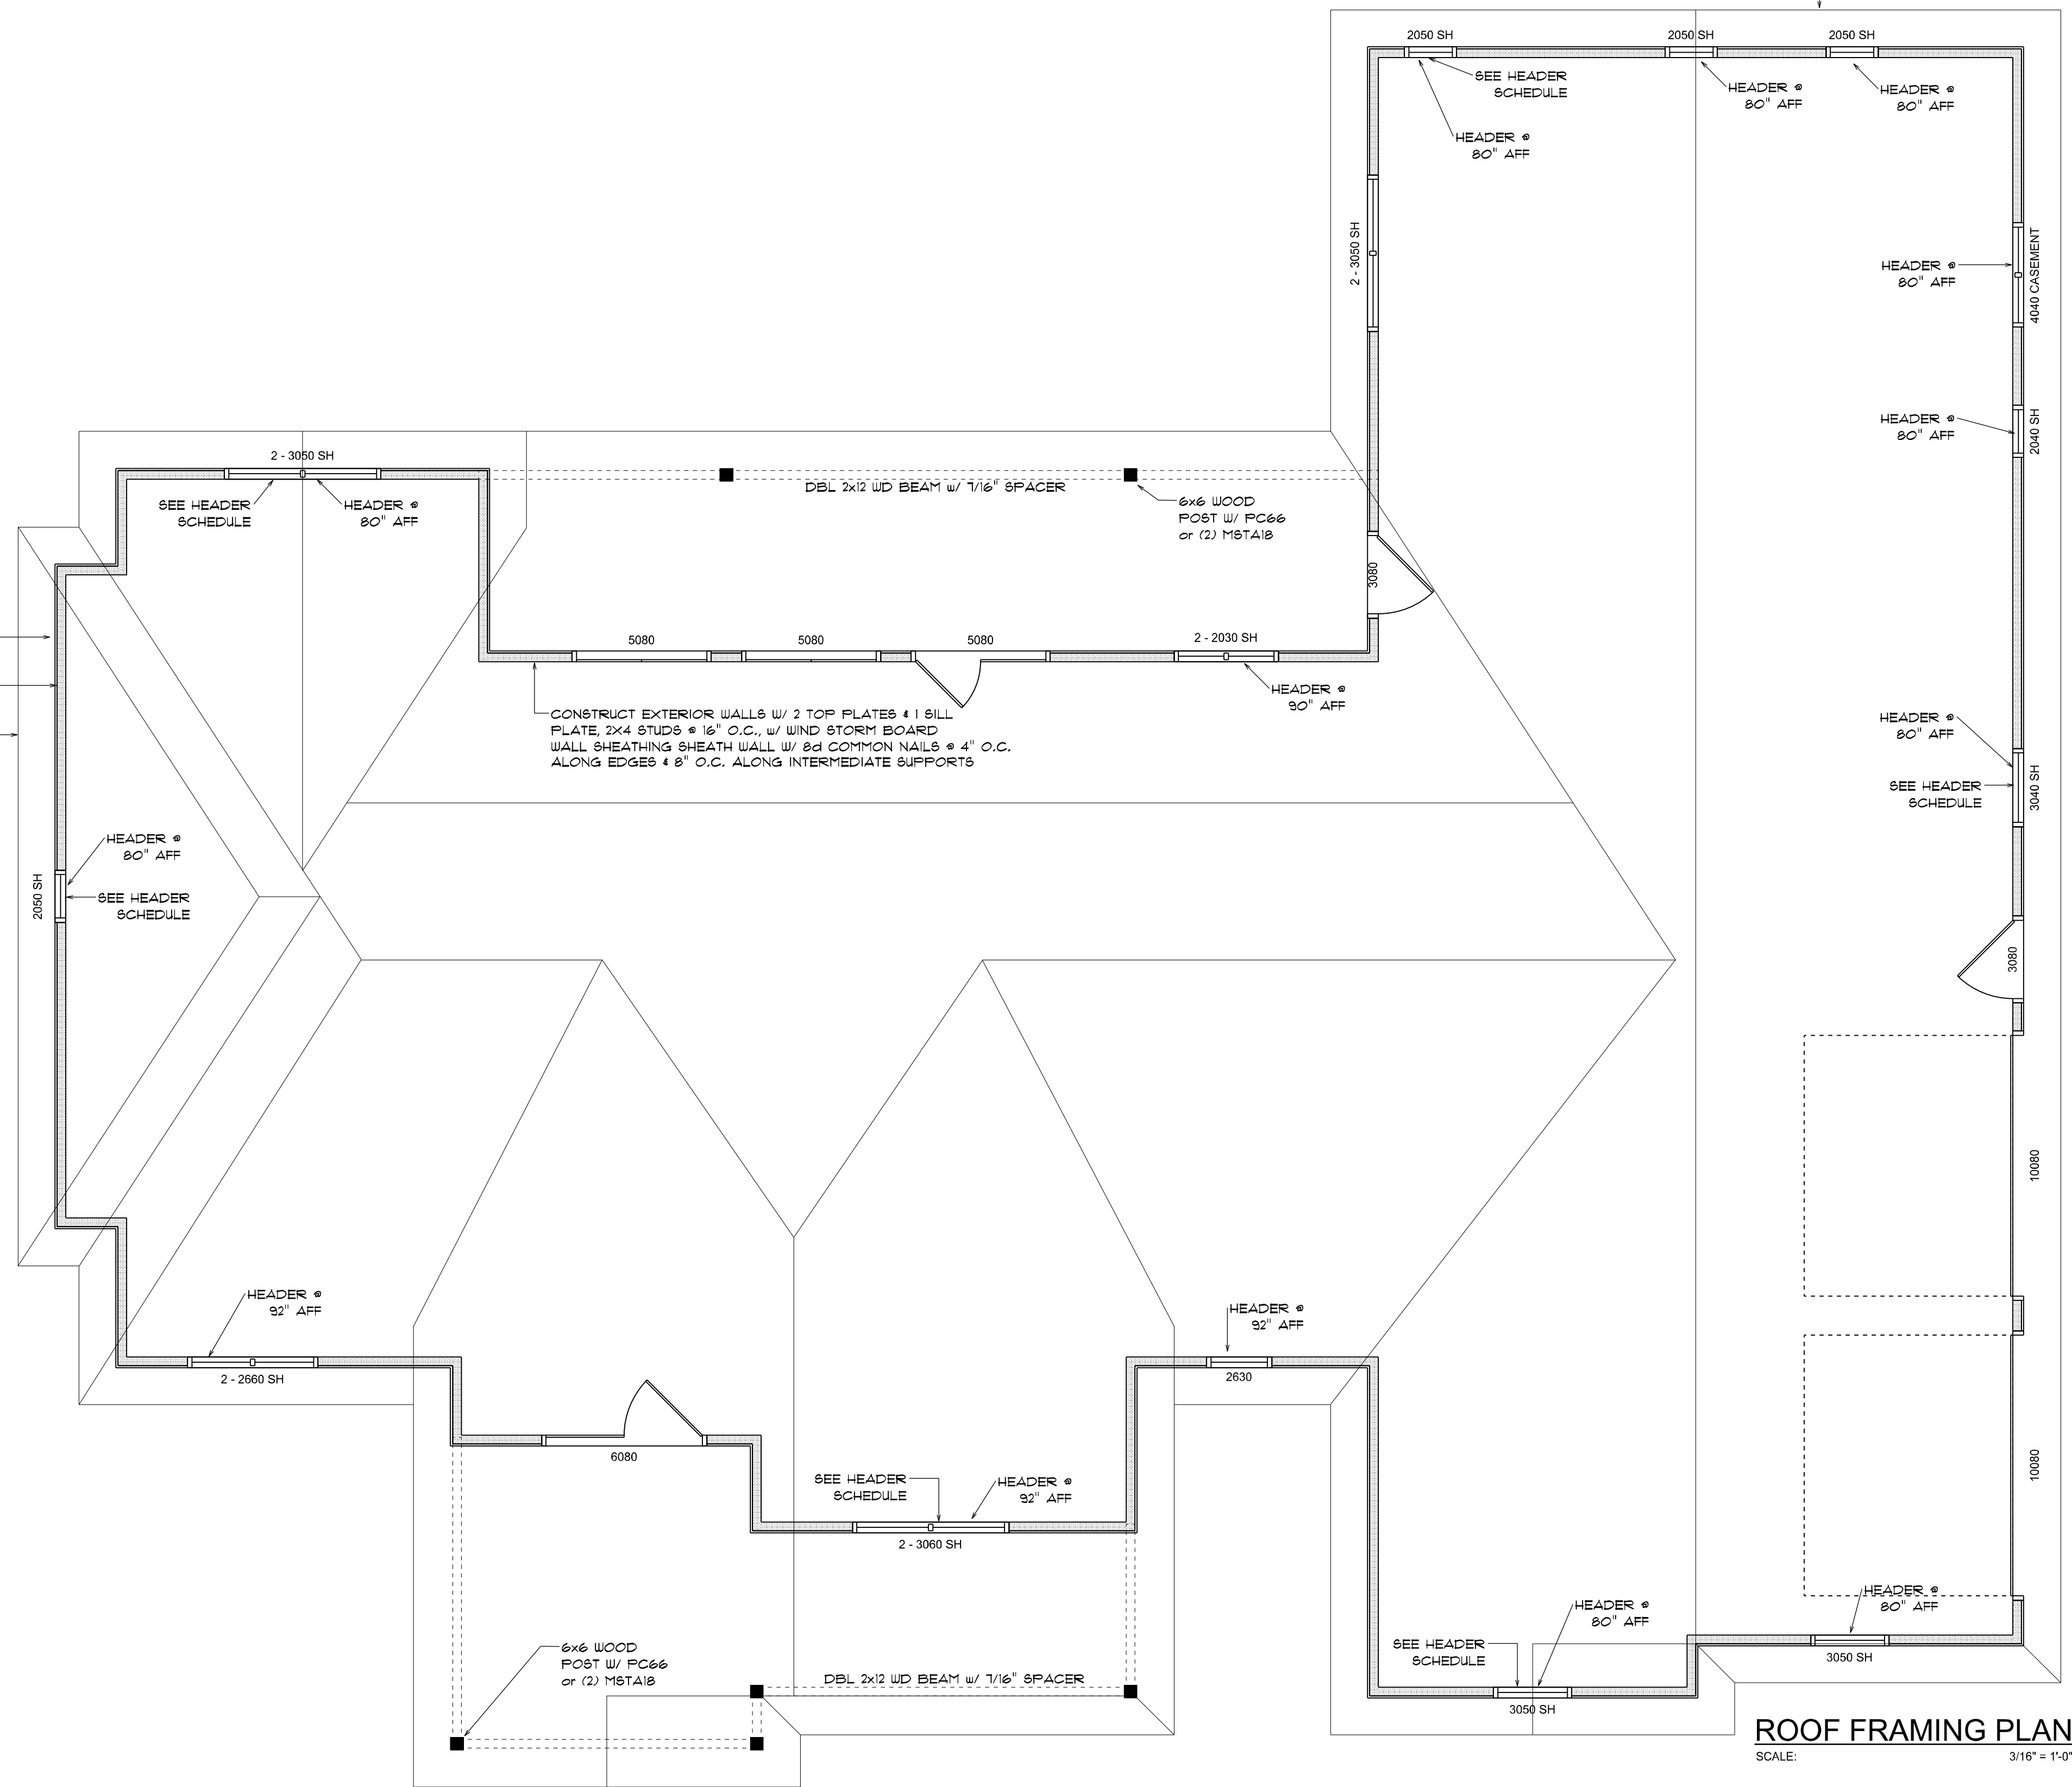 2050 SH
2050 SH
2050 SH
SEE HEADER
SCHEDULE
HEADER @
80" AFF
HEADER @
80" AFF
HEADER @
80" AFF
2 - 3050 SH
HEADER @
80" AFF
4040 CASEMENT
HEADER @
80" AFF
2040 SH
2 - 3050 SH
SEE HEADER
SCHEDULE
HEADER @
80" AFF
DBL 2x12 WD BEAM w/ 7/16" SPACER
6x6 WOOD
POST W/ PC66
or (2) MSTA18
3080
5080
5080
5080
2 - 2030 SH
HEADER @
90" AFF
CONSTRUCT EXTERIOR WALLS W/ 2 TOP PLATES & 1 SILL
PLATE, 2X4 STUDS @ 16" O.C., w/ WIND STORM BOARD
WALL SHEATHING SHEATH WALL W/ 8d COMMON NAILS @ 4" O.C.
ALONG EDGES & 8" O.C. ALONG INTERMEDIATE SUPPORTS
HEADER @
80" AFF
SEE HEADER
SCHEDULE
3040 SH
HEADER @
80" AFF
SEE HEADER
SCHEDULE
2050 SH
3080
10080
HEADER @
92" AFF
2 - 2660 SH
HEADER @
92" AFF
2630
6080
SEE HEADER
SCHEDULE
HEADER @
92" AFF
2 - 3060 SH
10080
HEADER @
80" AFF
3050 SH
HEADER @
80" AFF
SEE HEADER
SCHEDULE
3050 SH
6x6 WOOD
POST W/ PC66
or (2) MSTA18
DBL 2x12 WD BEAM w/ 7/16" SPACER
ROOF FRAMING PLAN
SCALE: 3/16" = 1'-0"